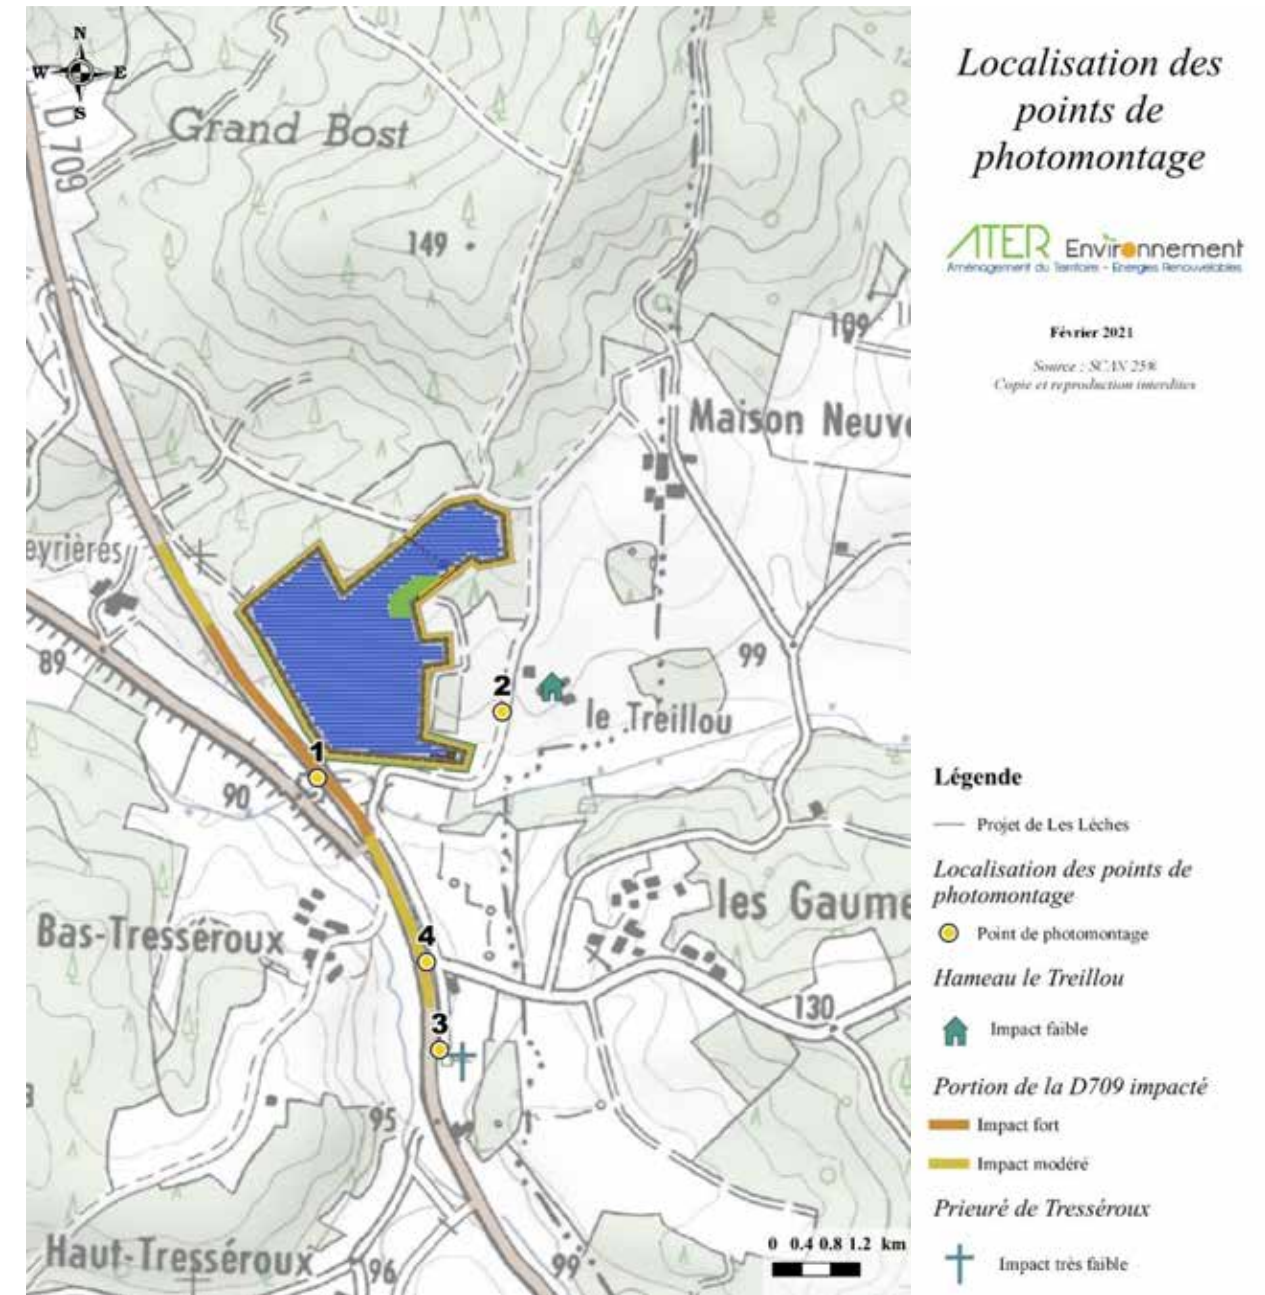 N
W E
S
D 709
Grand Bost
149
109
Maison Neuv
eyrières
89
99
2
le Treillou
1
90
les Gaume
Bas-Tresséroux
4
130
3
95
Haut-Tresséroux
96
99
0 0.4 0.8 1.2 km
Localisation des
points de
photomontage
ATER Environnement
Aménagement du Territoire - Energies Renouvelables
Février 2021
Source : SCAN 25®
Copie et reproduction interdites
Légende
Projet de Les Lèches
Localisation des points de
photomontage
Point de photomontage
Hameau le Treillou
Impact faible
Portion de la D709 impacté
Impact fort
Impact modéré
Prieuré de Tresséroux
Impact très faible